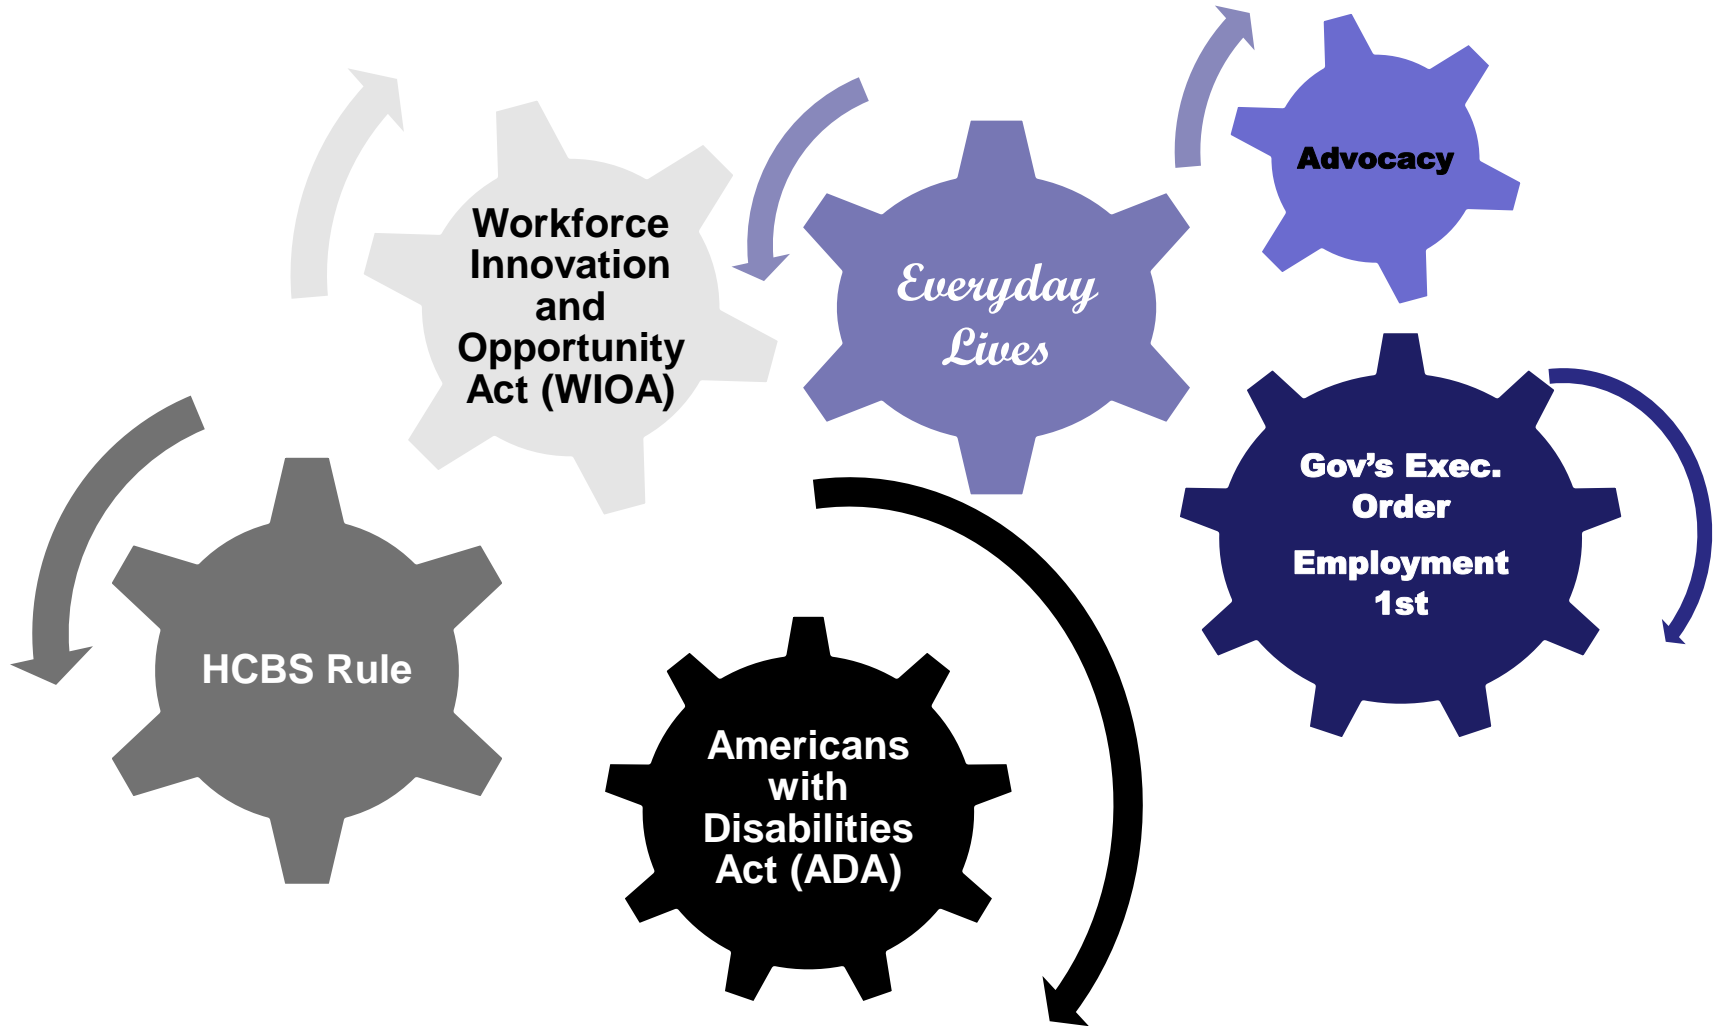 Workforce
Innovation
and
Opportunity
Act (WIOA)
Everyday
Lives
Advocacy
HCBS Rule
Americans
with
Disabilities
Act (ADA)
Gov’s Exec.
Order
Employment
1st